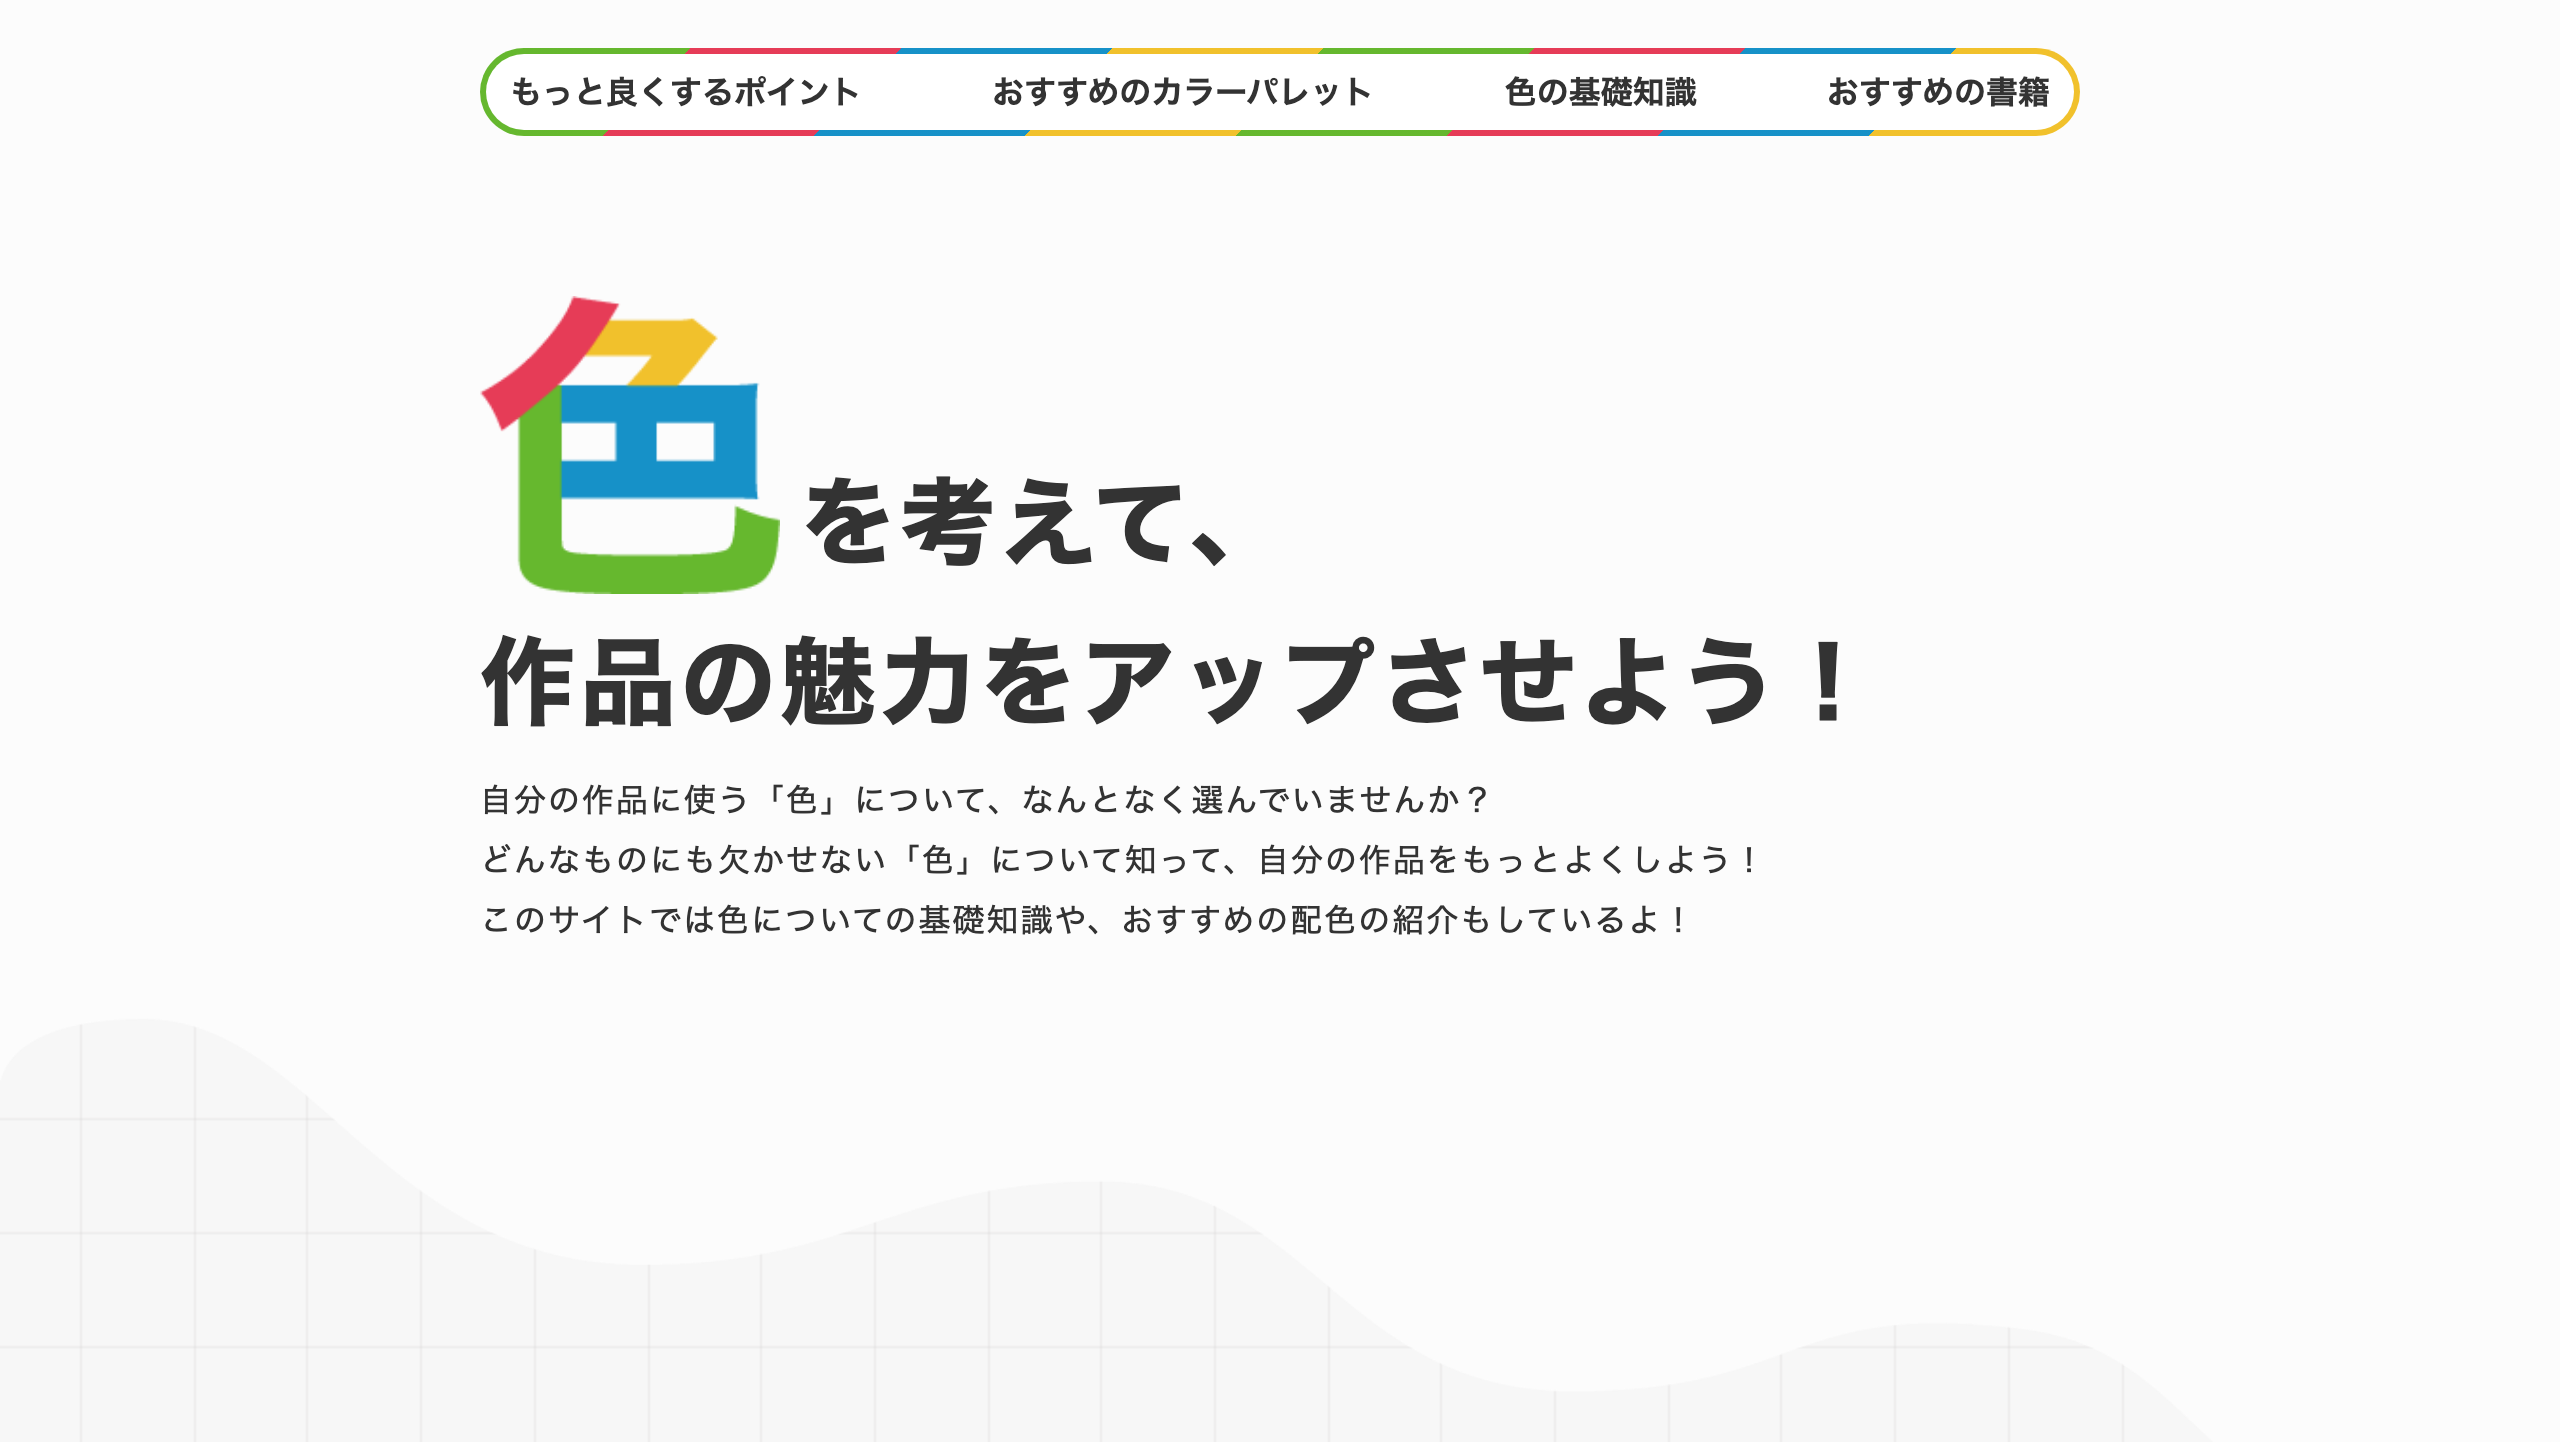 もっと良くするポイント おすすめのカラーパレット 色の基礎知識 おすすめの書籍
色を考えて、
作品の魅力をアップさせよう！
自分の作品に使う「色」について、なんとなく選んでいませんか？
どんなものにも欠かせない「色」について知って、自分の作品をもっとよくしよう！
このサイトでは色についての基礎知識や、おすすめの配色の紹介もしているよ！